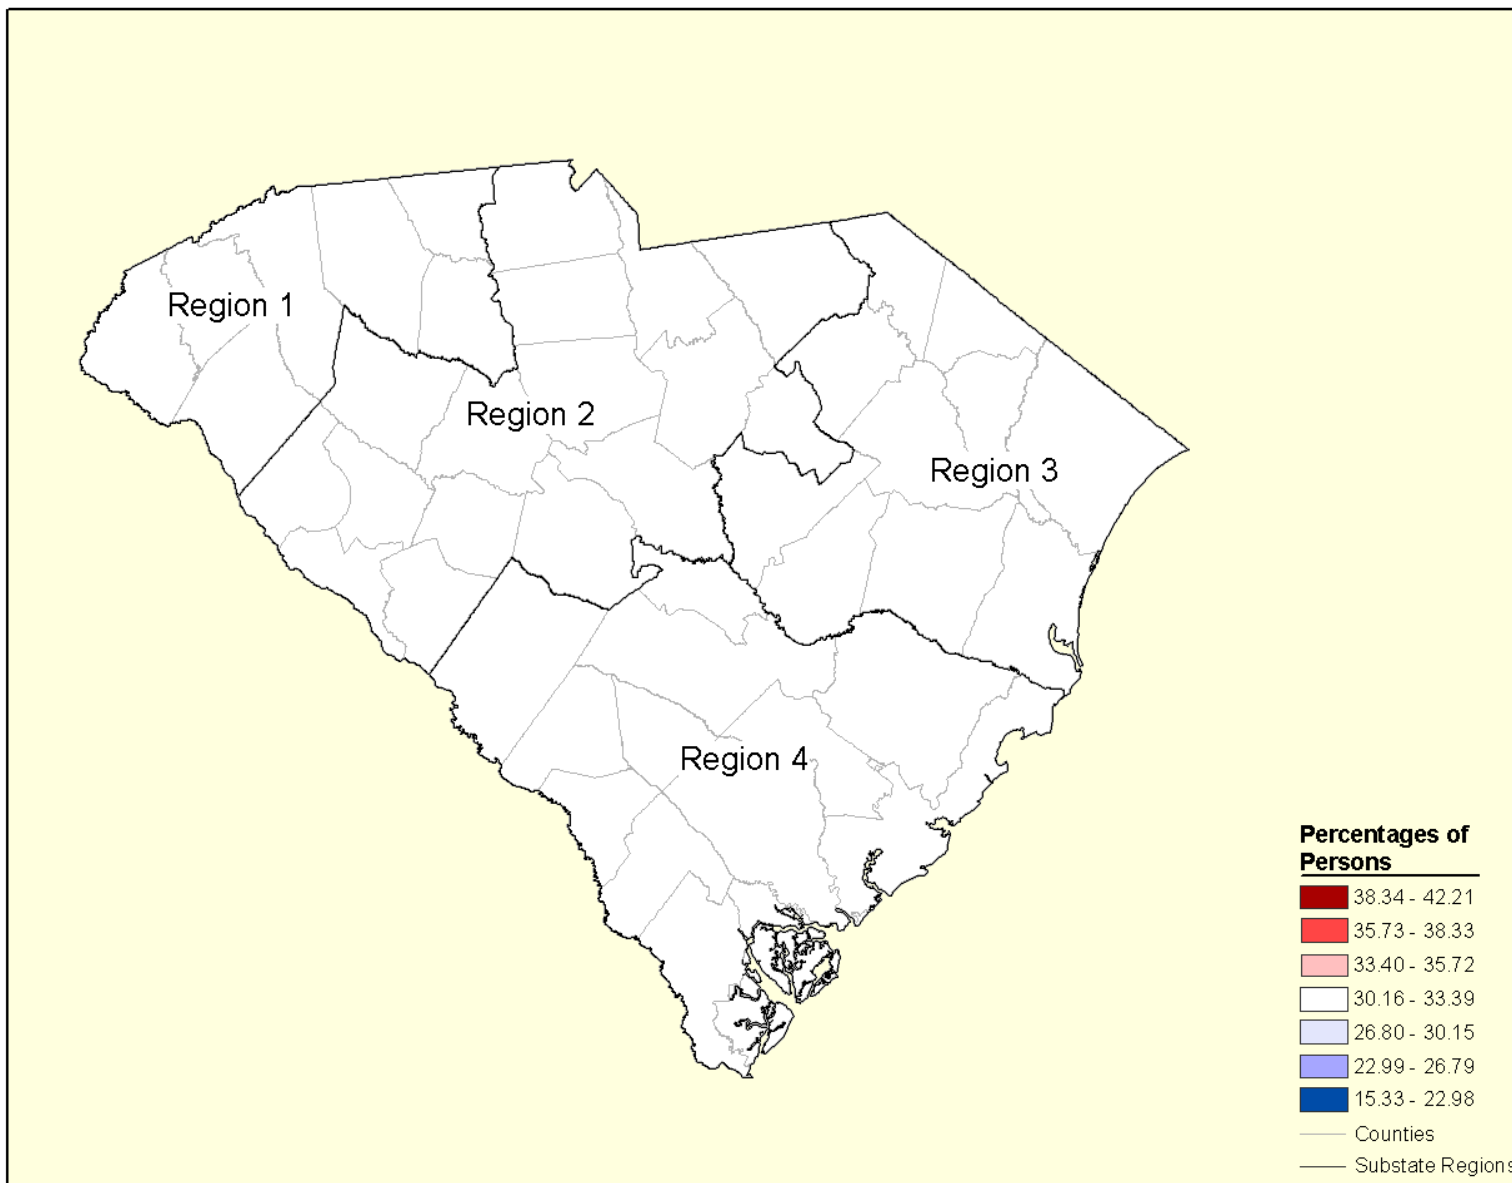 Region 1
Region 2
Region 3
Region 4
Percentages of
Persons
38.34 - 42.21
35.73 - 38.33
33.40 - 35.72
30.16 - 33.39
26.80 - 30.15
22.99 - 26.79
15.33 - 22.98
Counties
Substate Regions